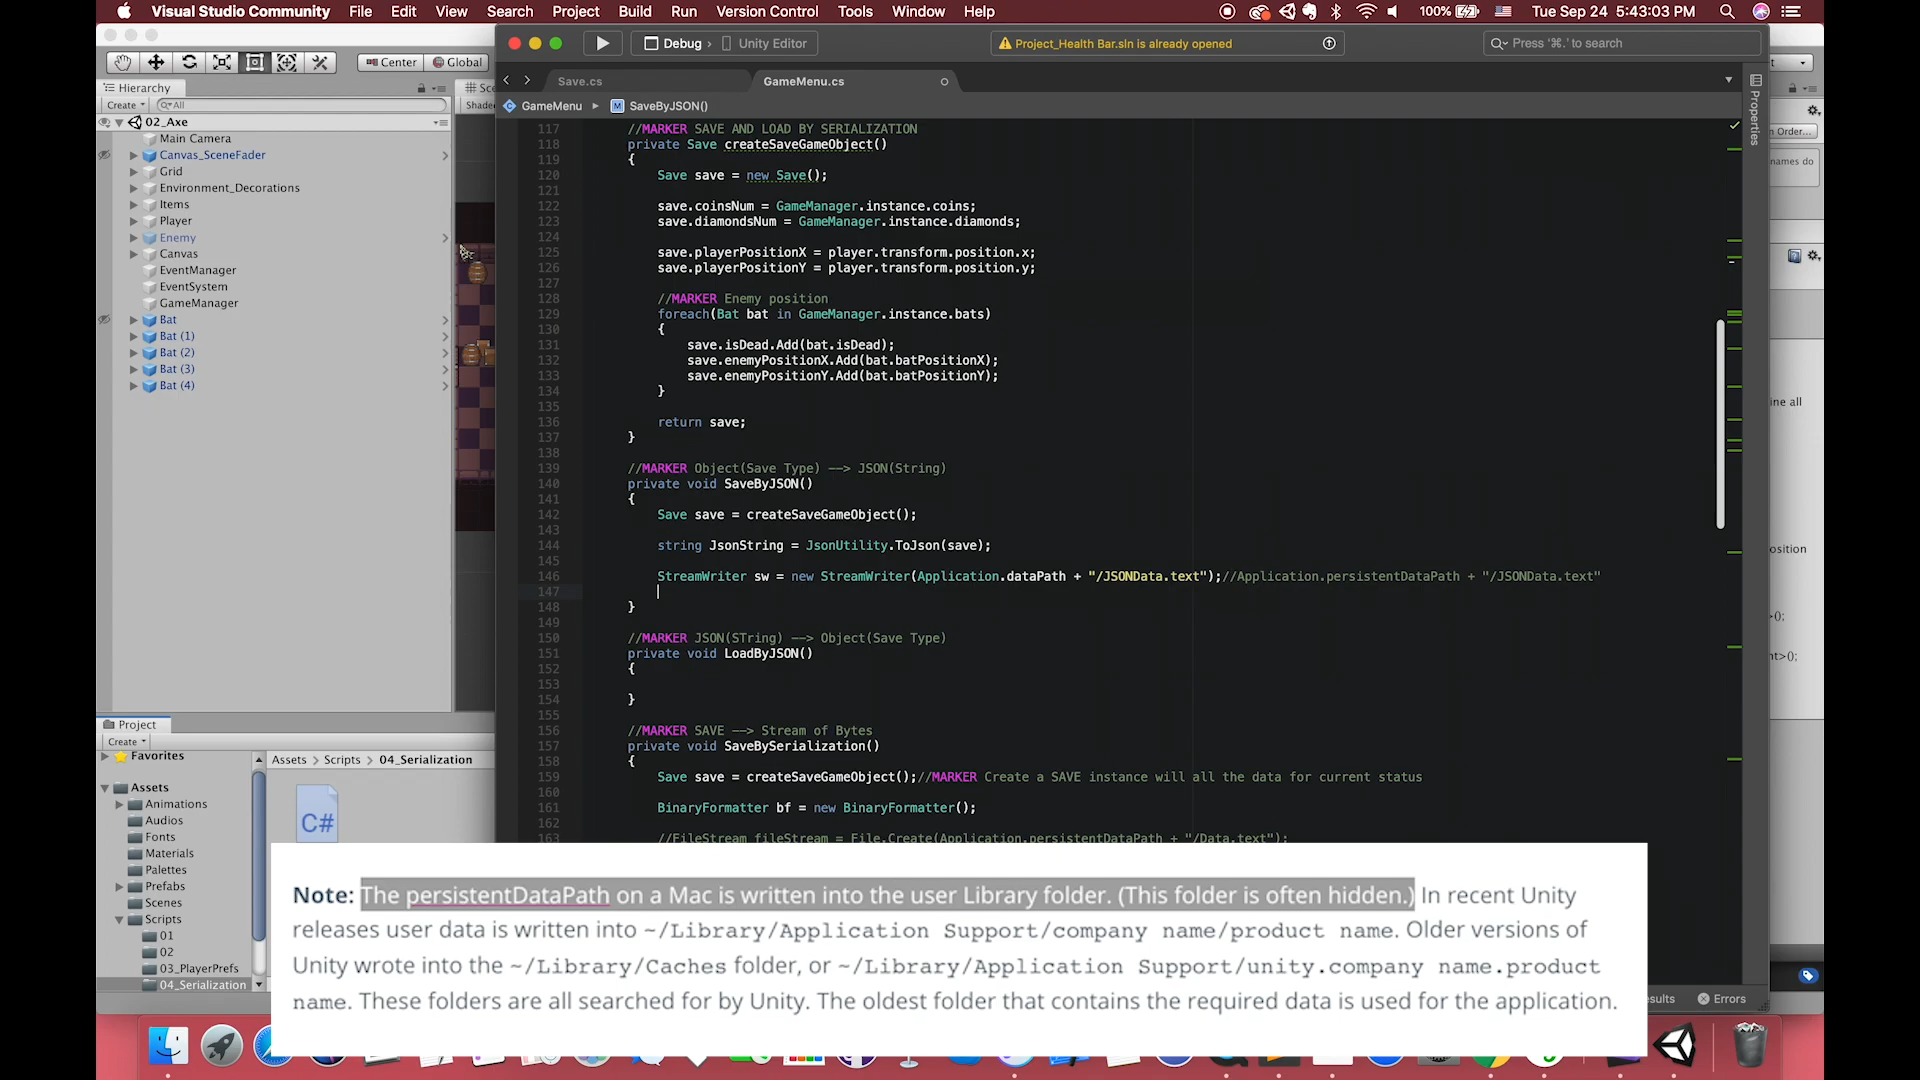 Visual Studio Community File Edit View Search Project Build Run Version Control Tools Window Help
100% Tue Sep 24 5:43:03 PM
Center Global
Debug Unity Editor
Project_Health Bar.sln is already opened
Press '⌘.' to search
Hierarchy
Create All
02_Axe
Main Camera
Canvas_SceneFader
Grid
Environment_Decorations
Items
Player
Enemy
Canvas
EventManager
EventSystem
GameManager
Bat
Bat (1)
Bat (2)
Bat (3)
Bat (4)
Save.cs GameMenu.cs
GameMenu SaveByJSON()
Properties
117 //MARKER SAVE AND LOAD BY SERIALIZATION
118 private Save createSaveGameObject()
119 {
120 Save save = new Save();
121
122 save.coinsNum = GameManager.instance.coins;
123 save.diamondsNum = GameManager.instance.diamonds;
124
125 save.playerPositionX = player.transform.position.x;
126 save.playerPositionY = player.transform.position.y;
127
128 //MARKER Enemy position
129 foreach(Bat bat in GameManager.instance.bats)
130 {
131 save.isDead.Add(bat.isDead);
132 save.enemyPositionX.Add(bat.batPositionX);
133 save.enemyPositionY.Add(bat.batPositionY);
134 }
135
136 return save;
137 }
138
139 //MARKER Object(Save Type) --> JSON(String)
140 private void SaveByJSON()
141 {
142 Save save = createSaveGameObject();
143
144 string JsonString = JsonUtility.ToJson(save);
145
146 StreamWriter sw = new StreamWriter(Application.dataPath + "/JSONData.text");//Application.persistentDataPath + "/JSONData.text"
147
148 }
149
150 //MARKER JSON(STring) --> Object(Save Type)
151 private void LoadByJSON()
152 {
153
154 }
155
156 //MARKER SAVE --> Stream of Bytes
157 private void SaveBySerialization()
158 {
159 Save save = createSaveGameObject();//MARKER Create a SAVE instance will all the data for current status
160
161 BinaryFormatter bf = new BinaryFormatter();
162
163 //FileStream fileStream = File.Create(Application.persistentDataPath + "/Data.text");
Project
Create
Favorites
Assets
Animations
Audios
Fonts
Materials
Palettes
Prefabs
Scenes
Scripts
01
02
03_PlayerPrefs
04_Serialization
Assets > Scripts > 04_Serialization
C#
Errors
Note: The persistentDataPath on a Mac is written into the user Library folder. (This folder is often hidden.) In recent Unity
releases user data is written into ~/Library/Application Support/company name/product name. Older versions of
Unity wrote into the ~/Library/Caches folder, or ~/Library/Application Support/unity.company name.product
name. These folders are all searched for by Unity. The oldest folder that contains the required data is used for the application.